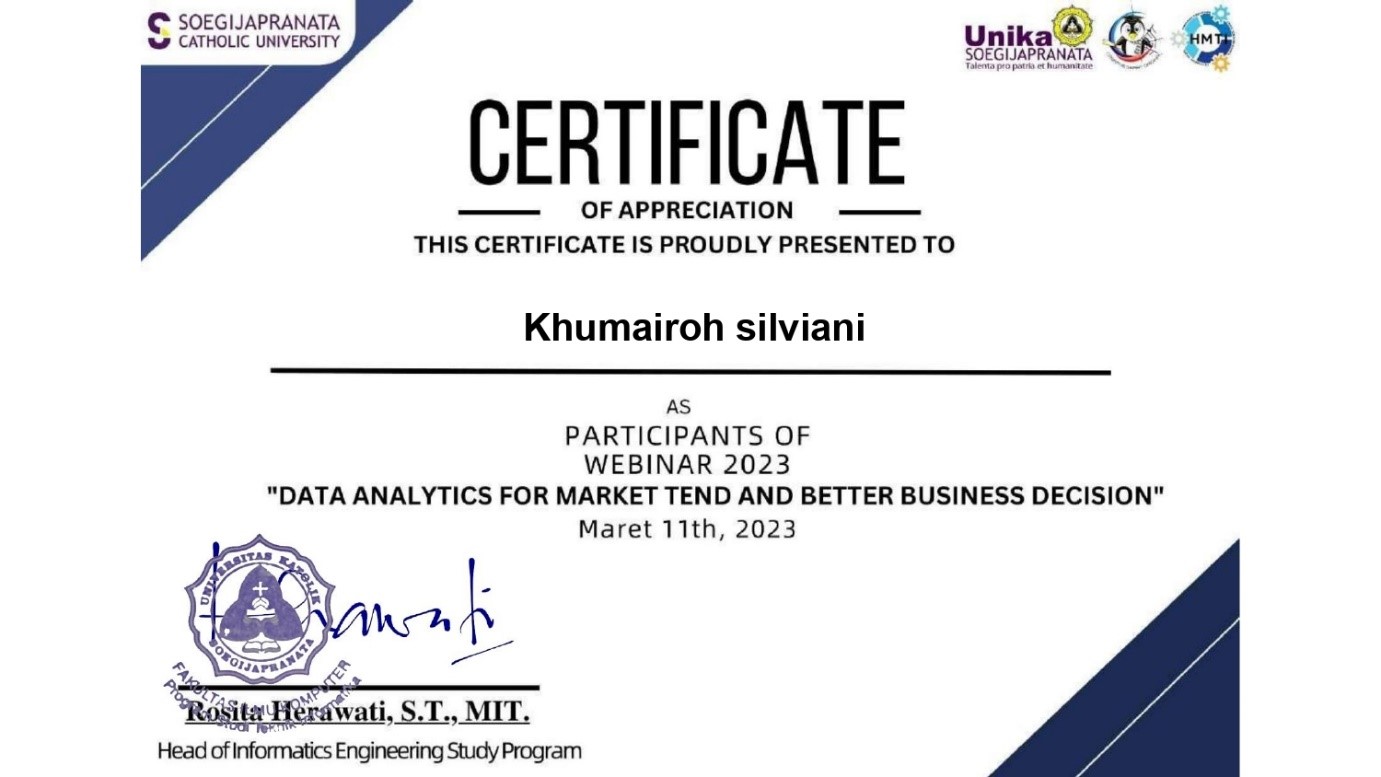 SOEGIJAPRANATA
CATHOLIC UNIVERSITY
Unika
SOEGIJAPRANATA
Talenta pro patria et humanitate
HMTI
CERTIFICATE
OF APPRECIATION
THIS CERTIFICATE IS PROUDLY PRESENTED TO
Khumairoh silviani
AS
PARTICIPANTS OF
WEBINAR 2023
"DATA ANALYTICS FOR MARKET TEND AND BETTER BUSINESS DECISION"
Maret 11th, 2023
UNIVERSITAS KATOLIK
SOEGIJAPRANATA
FAKULTAS ILMU KOMPUTER
Program Studi Teknik Informatika
Rosita Herawati, S.T., MIT.
Head of Informatics Engineering Study Program